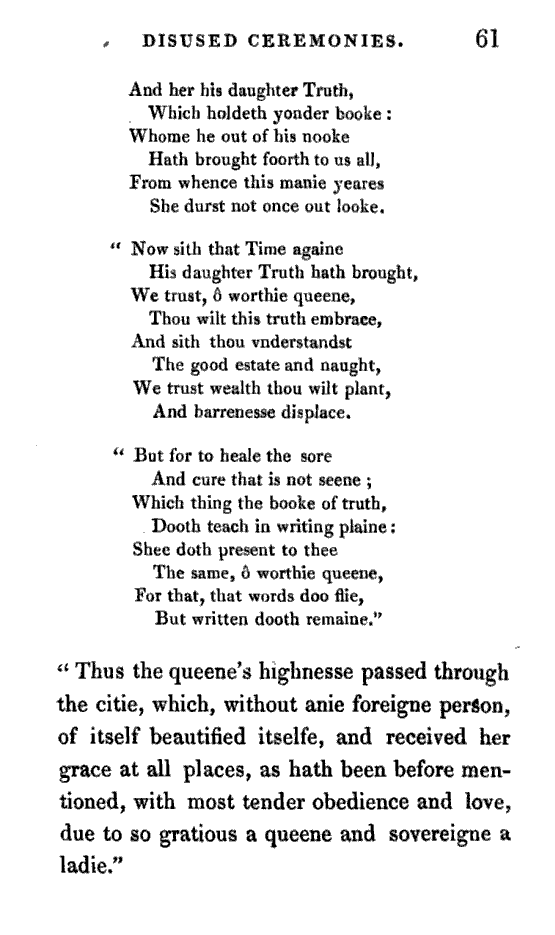 DISUSED CEREMONIES. 61
And her his daughter Truth,
Which holdeth yonder booke :
Whome he out of his nooke
Hath brought foorth to us all,
From whence this manie yeares
She durst not once out looke.
“ Now sith that Time againe
His daughter Truth hath brought,
We trust, ô worthie queene,
Thou wilt this truth embrace,
And sith thou vnderstandst
The good estate and naught,
We trust wealth thou wilt plant,
And barrenesse displace.
“ But for to heale the sore
And cure that is not seene ;
Which thing the booke of truth,
Dooth teach in writing plaine :
Shee doth present to thee
The same, ô worthie queene,
For that, that words doo flie,
But written dooth remaine.”
“ Thus the queene’s highnesse passed through
the citie, which, without anie foreigne person,
of itself beautified itselfe, and received her
grace at all places, as hath been before men-
tioned, with most tender obedience and love,
due to so gratious a queene and sovereigne a
ladie.”